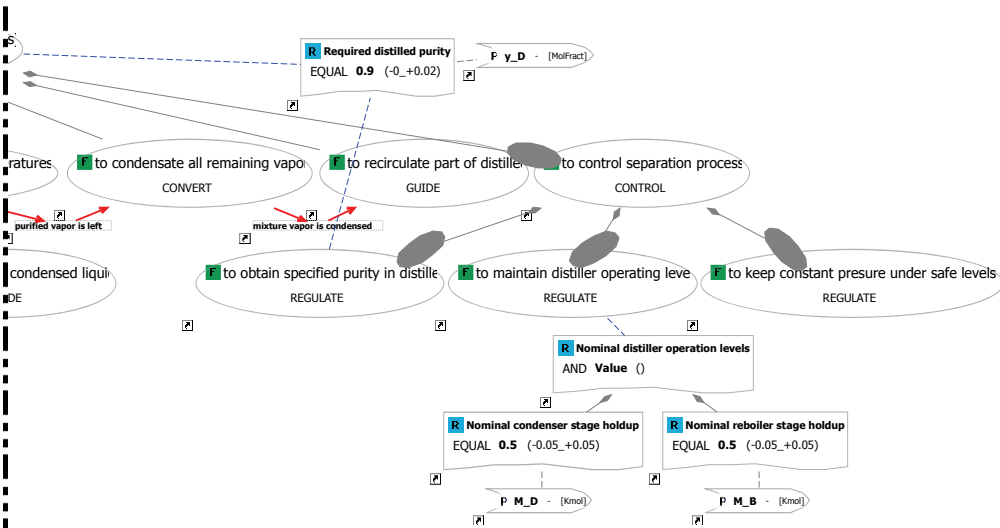 s.
R Required distilled purity
EQUAL 0.9 (-0_+0.02)
P y_D - [MolFract]
ratures
F to condensate all remaining vapo
CONVERT
F to recirculate part of distille
GUIDE
to control separation process
CONTROL
purified vapor is left
mixture vapor is condensed
condensed liqui
DE
F to obtain specified purity in distille
REGULATE
F to maintain distiller operating leve
REGULATE
F to keep constant presure under safe levels
REGULATE
R Nominal distiller operation levels
AND Value ()
R Nominal condenser stage holdup
EQUAL 0.5 (-0.05_+0.05)
R Nominal reboiler stage holdup
EQUAL 0.5 (-0.05_+0.05)
P M_D - [Kmol]
P M_B - [Kmol]